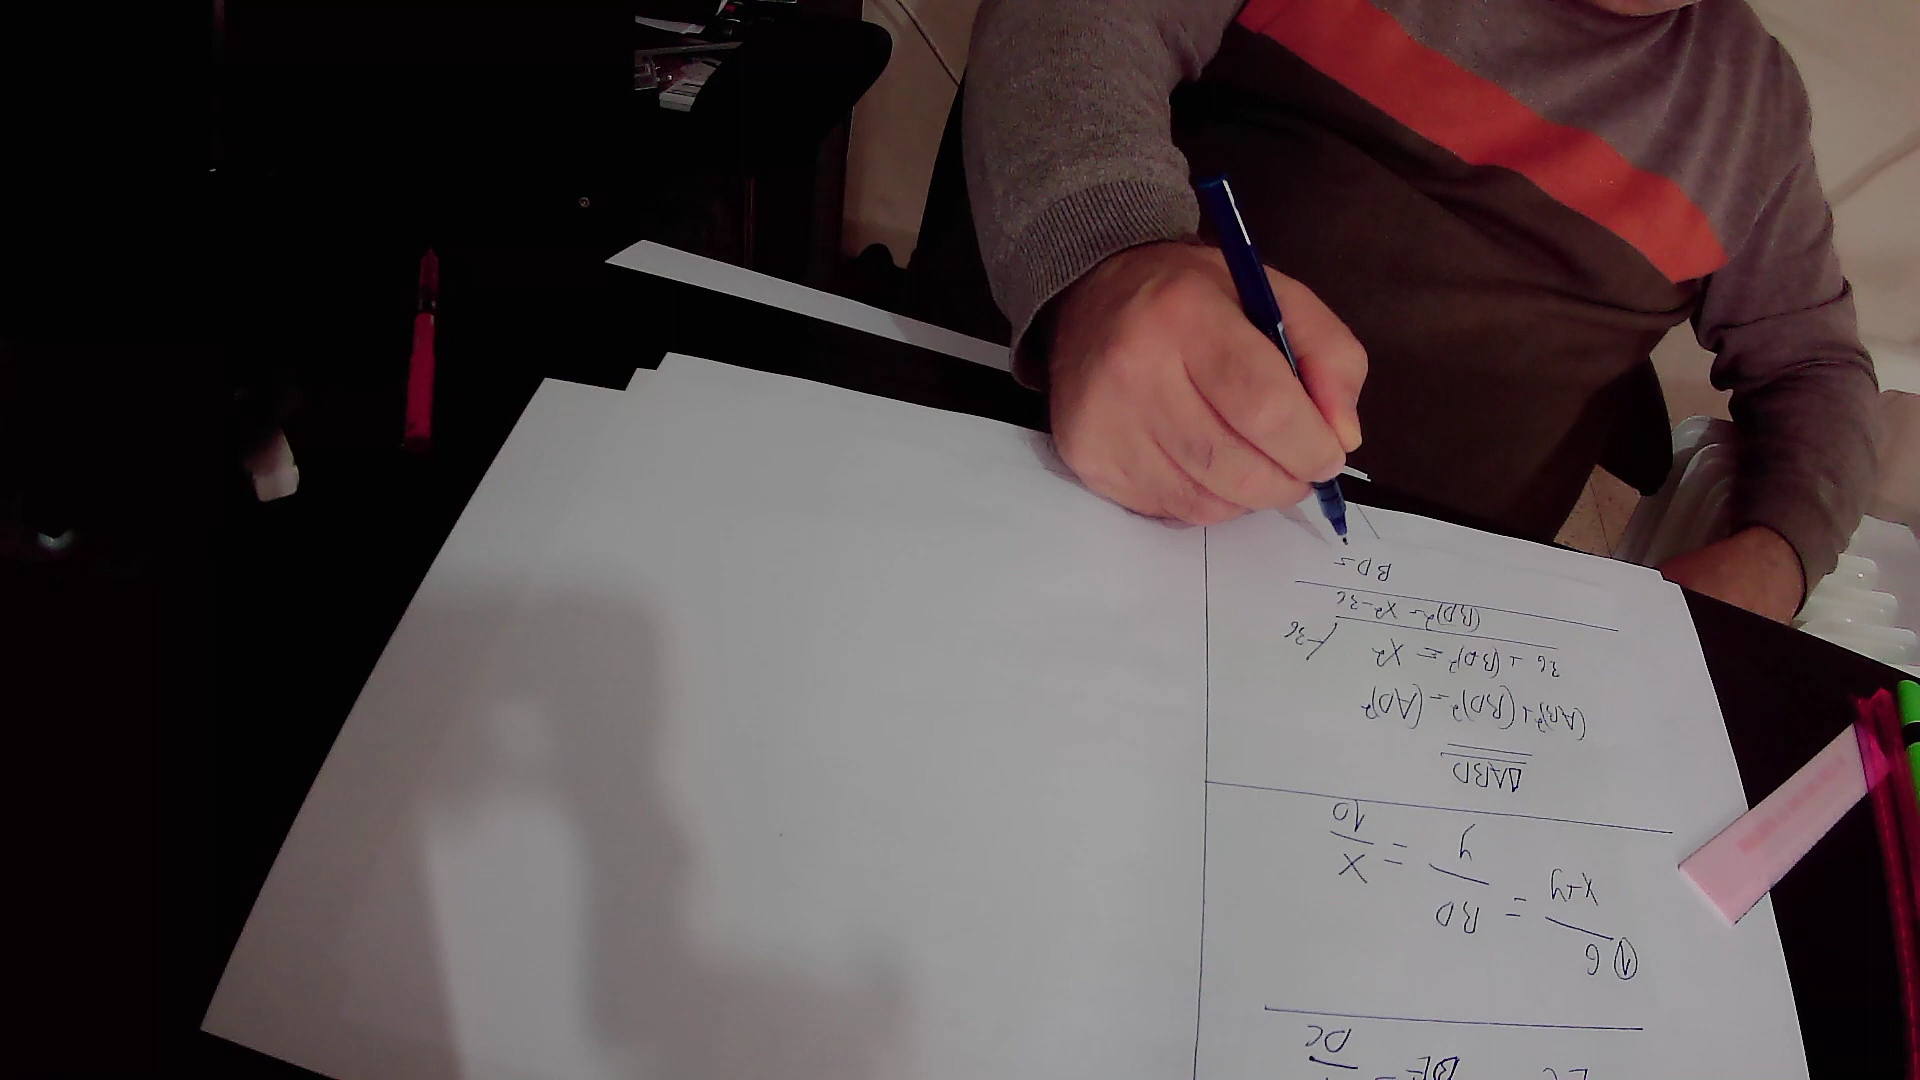 BE
DC
① 6 / x+y = BD / y = x / 10
ΔABD
(AB)²+(BD)²=(AD)²
36+(BD)²=X² /-36
(BD)²=X²-36
BD=